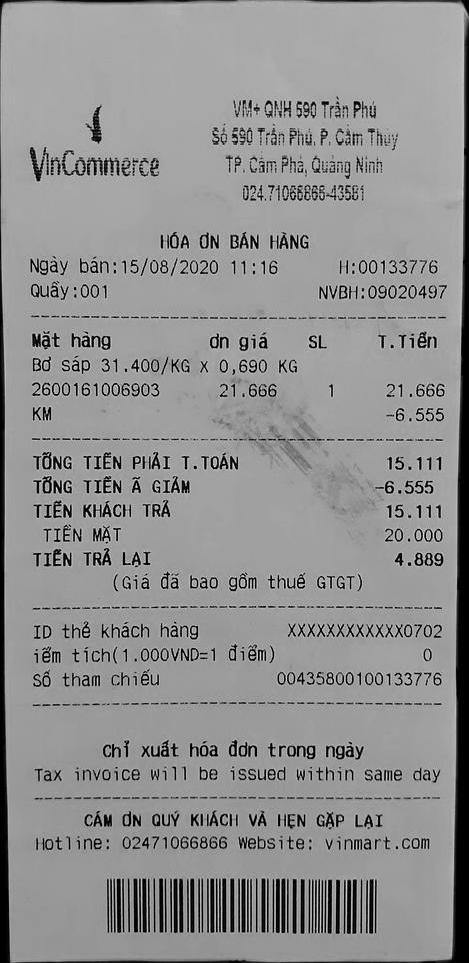 VM+ QNH 590 Trần Phú
Số 590 Trần Phú, P. Cẩm Thủy
VinCommerce
TP. Cẩm Phả, Quảng Ninh
024.71066866-43581
HÓA ƠN BÁN HÀNG
Ngày bán:15/08/2020 11:16 H:00133776
Quầy:001 NVBH:09020497
Mặt hàng ơn giá SL T.Tiền
Bơ sáp 31.400/KG x 0,690 KG
2600161006903 21.666 1 21.666
KM -6.555
TỔNG TIỀN PHẢI T.TOÁN 15.111
TỔNG TIỀN Ã GIẢM -6.555
TIỀN KHÁCH TRẢ 15.111
TIỀN MẶT 20.000
TIỀN TRẢ LẠI 4.889
(Giá đã bao gồm thuế GTGT)
ID thẻ khách hàng XXXXXXXXXXXX0702
iểm tích(1.000VND=1 điểm) 0
Số tham chiếu 00435800100133776
Chỉ xuất hóa đơn trong ngày
Tax invoice will be issued within same day
CÁM ƠN QUÝ KHÁCH VÀ HẸN GẶP LẠI
Hotline: 02471066866 Website: vinmart.com